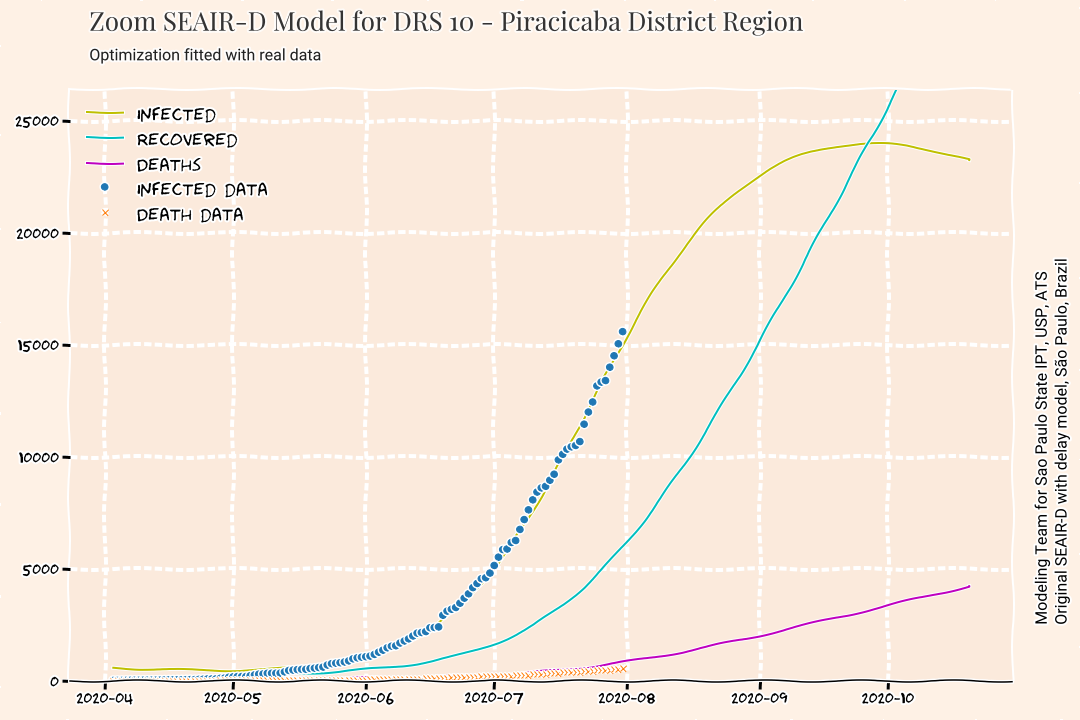 Zoom SEAIR-D Model for DRS 10 - Piracicaba District Region
Optimization fitted with real data
INFECTED
RECOVERED
DEATHS
INFECTED DATA
DEATH DATA
25000
20000
15000
10000
5000
0
2020-04 2020-05 2020-06 2020-07 2020-08 2020-09 2020-10
Modeling Team for Sao Paulo State IPT, USP, ATS
Original SEAIR-D with delay model, São Paulo, Brazil